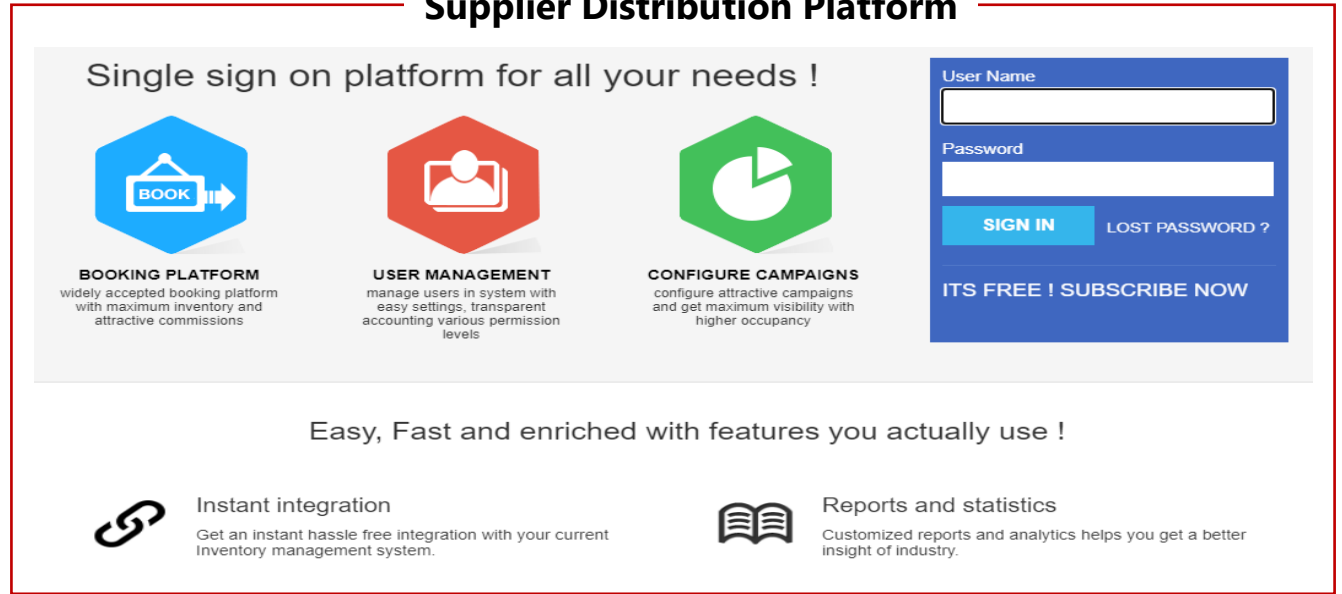 Supplier Distribution Platform
Single sign on platform for all your needs !
BOOK
BOOKING PLATFORM
widely accepted booking platform
with maximum inventory and
attractive commissions
USER MANAGEMENT
manage users in system with
easy settings, transparent
accounting various permission
levels
CONFIGURE CAMPAIGNS
configure attractive campaigns
and get maximum visibility with
higher occupancy
User Name
Password
SIGN IN
LOST PASSWORD ?
ITS FREE ! SUBSCRIBE NOW
Easy, Fast and enriched with features you actually use !
Instant integration
Get an instant hassle free integration with your current
Inventory management system.
Reports and statistics
Customized reports and analytics helps you get a better
insight of industry.